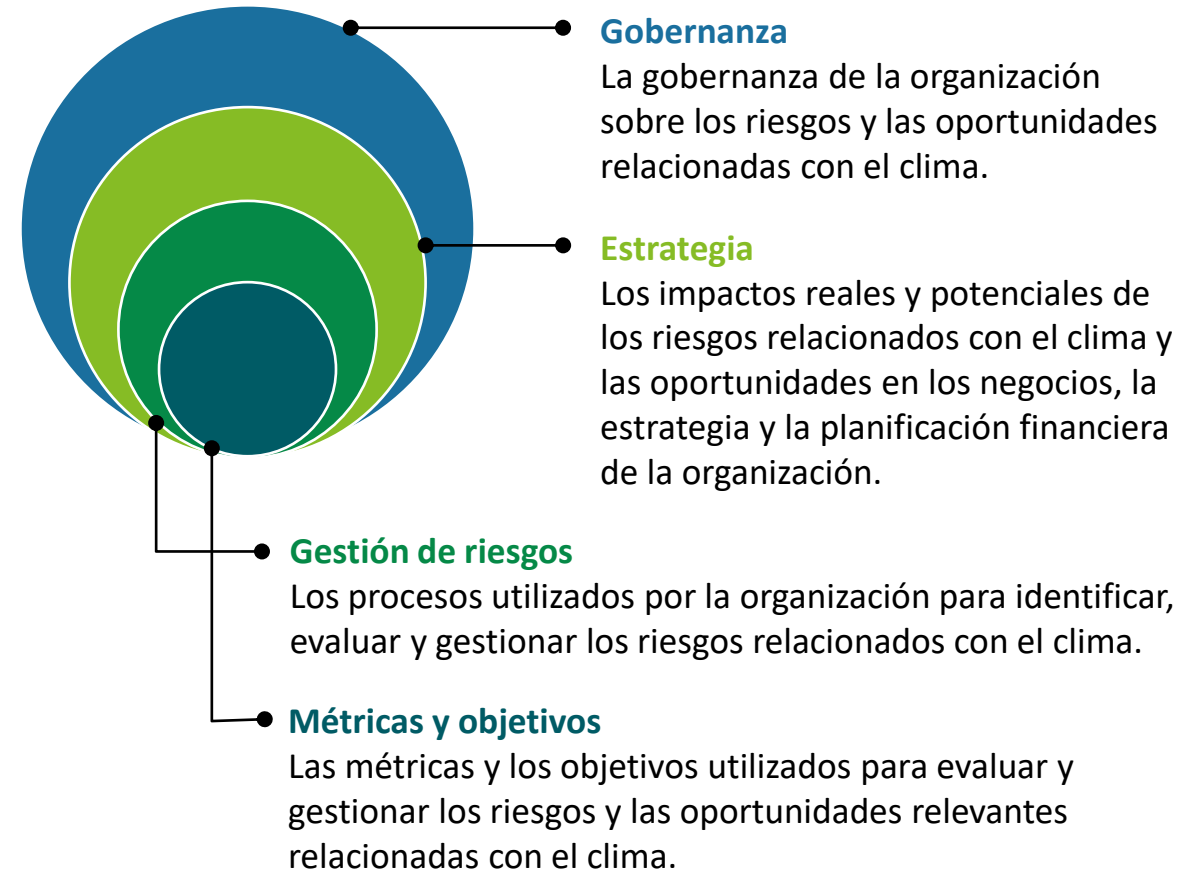 Gobernanza
La gobernanza de la organización
sobre los riesgos y las oportunidades
relacionadas con el clima.
Estrategia
Los impactos reales y potenciales de
los riesgos relacionados con el clima y
las oportunidades en los negocios, la
estrategia y la planificación financiera
de la organización.
Gestión de riesgos
Los procesos utilizados por la organización para identificar,
evaluar y gestionar los riesgos relacionados con el clima.
Métricas y objetivos
Las métricas y los objetivos utilizados para evaluar y
gestionar los riesgos y las oportunidades relevantes
relacionadas con el clima.